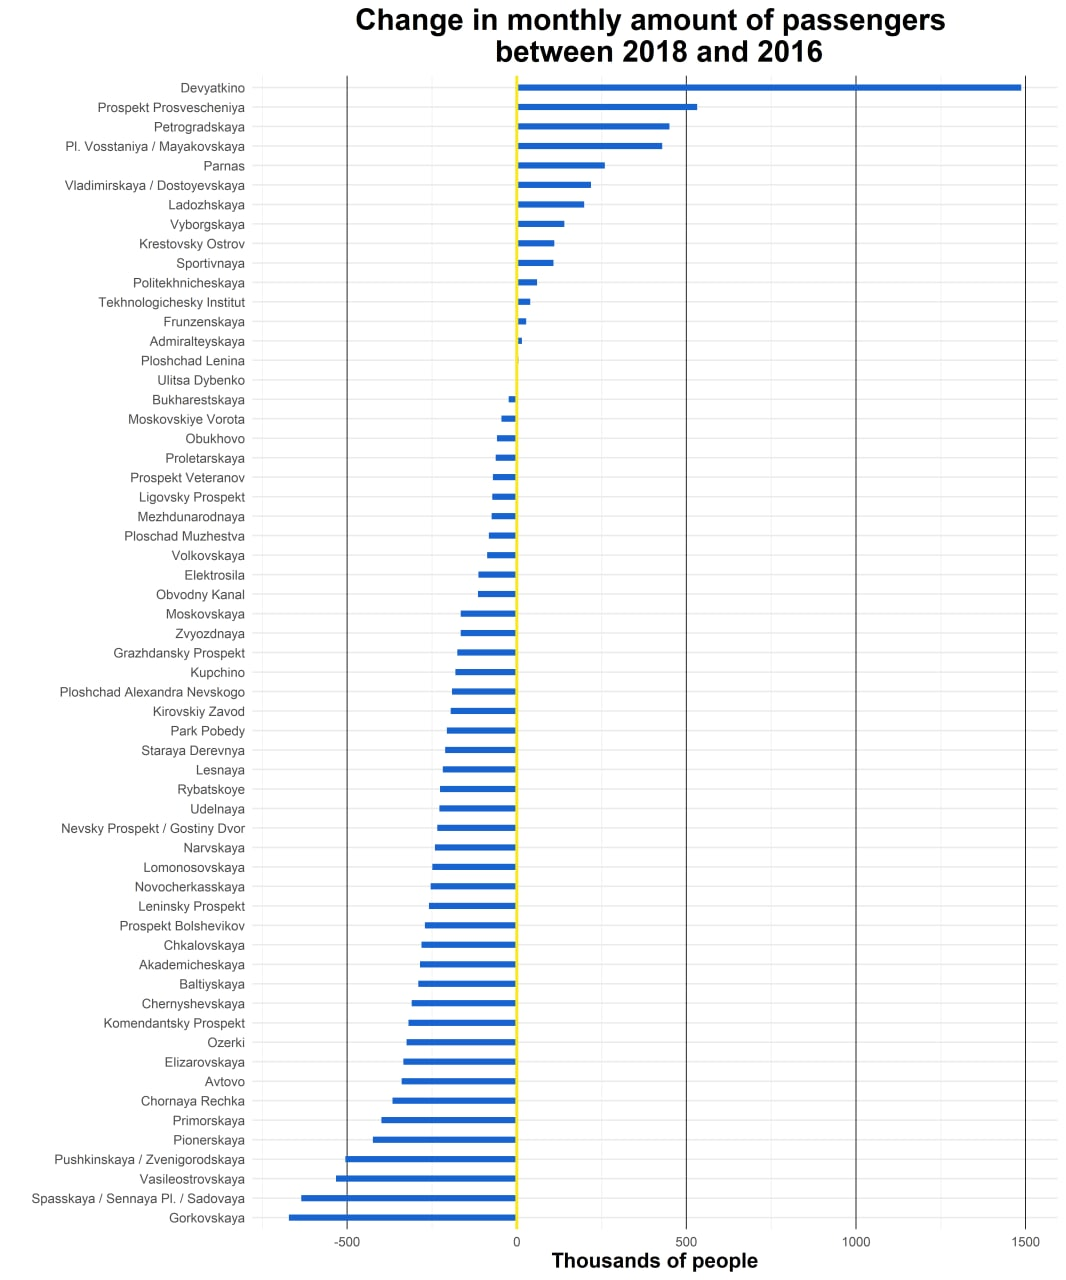 Change in monthly amount of passengers
between 2018 and 2016
Devyatkino
Prospekt Prosvescheniya
Petrogradskaya
Pl. Vosstaniya / Mayakovskaya
Parnas
Vladimirskaya / Dostoyevskaya
Ladozhskaya
Vyborgskaya
Krestovsky Ostrov
Sportivnaya
Politekhnicheskaya
Tekhnologichesky Institut
Frunzenskaya
Admiralteyskaya
Ploshchad Lenina
Ulitsa Dybenko
Bukharestskaya
Moskovskiye Vorota
Obukhovo
Proletarskaya
Prospekt Veteranov
Ligovsky Prospekt
Mezhdunarodnaya
Ploschad Muzhestva
Volkovskaya
Elektrosila
Obvodny Kanal
Moskovskaya
Zvyozdnaya
Grazhdansky Prospekt
Kupchino
Ploshchad Alexandra Nevskogo
Kirovskiy Zavod
Park Pobedy
Staraya Derevnya
Lesnaya
Rybatskoye
Udelnaya
Nevsky Prospekt / Gostiny Dvor
Narvskaya
Lomonosovskaya
Novocherkasskaya
Leninsky Prospekt
Prospekt Bolshevikov
Chkalovskaya
Akademicheskaya
Baltiyskaya
Chernyshevskaya
Komendantsky Prospekt
Ozerki
Elizarovskaya
Avtovo
Chornaya Rechka
Primorskaya
Pionerskaya
Pushkinskaya / Zvenigorodskaya
Vasileostrovskaya
Spasskaya / Sennaya Pl. / Sadovaya
Gorkovskaya
-500 0 500 1000 1500
Thousands of people